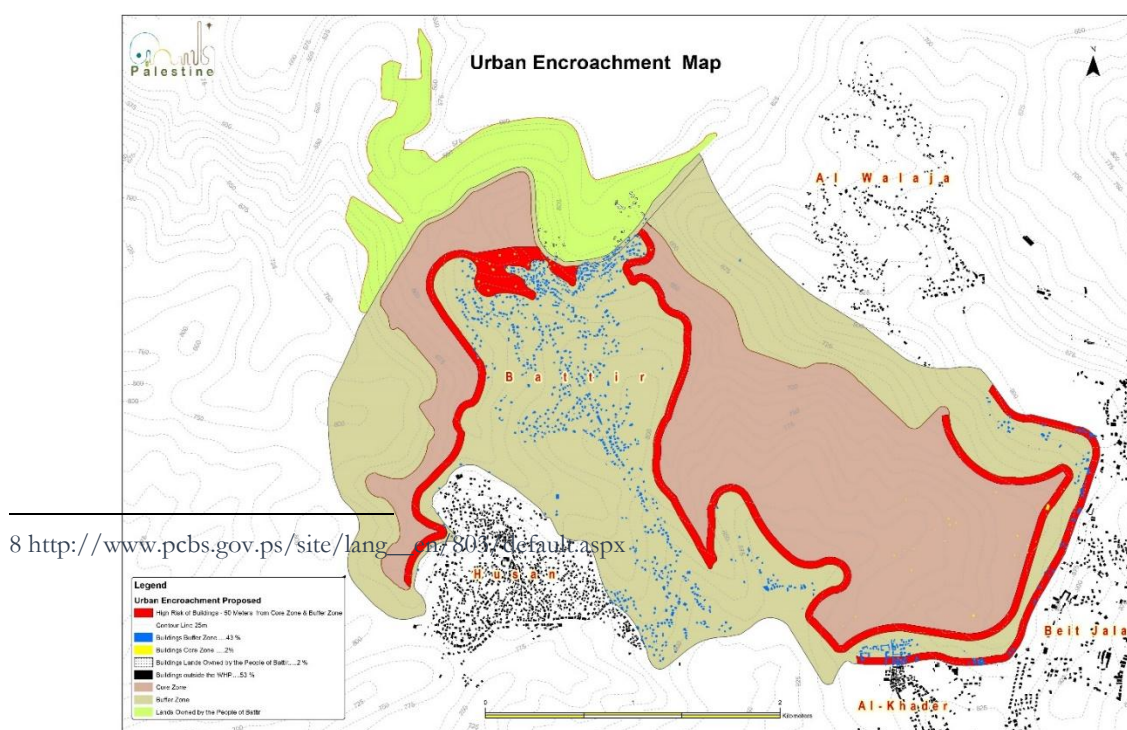 Palestine
Urban Encroachment Map
N
Al Walaja
Battir
8 http://www.pcbs.gov.ps/site/lang__en/803/default.aspx
Husan
Beit Jala
Al-Khader
Legend
Urban Encroachment Proposed
High Risk of Buildings - 50 Meters from Core Zone & Buffer Zone
Contour Line 25m
Buildings Buffer Zone....43 %
Buildings Core Zone .....2%
Buildings Lands Owned by the People of Battir.....2 %
Buildings outside the WHP....53 %
Core Zone
Buffer Zone
Lands Owned by the People of Battir
0 1 2
Kilometers